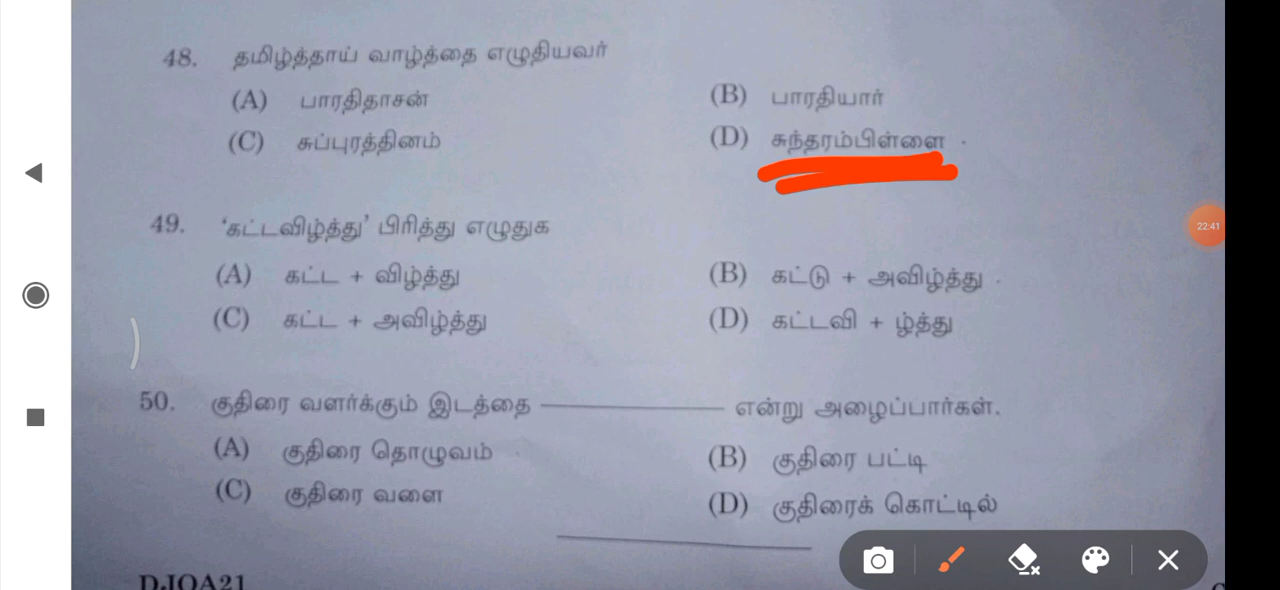 48. தமிழ்த்தாய் வாழ்த்தை எழுதியவர்
(A) பாரதிதாசன் (B) பாரதியார்
(C) சுப்புரத்தினம் (D) சுந்தரம்பிள்ளை
49. 'கட்டவிழ்த்து' பிரித்து எழுதுக
(A) கட்ட + விழ்த்து (B) கட்டு + அவிழ்த்து
(C) கட்ட + அவிழ்த்து (D) கட்டவி + ழ்த்து
50. குதிரை வளர்க்கும் இடத்தை ———— என்று அழைப்பார்கள்.
(A) குதிரை தொழுவம் (B) குதிரை பட்டி
(C) குதிரை வளை (D) குதிரைக் கொட்டில்
DJOA21
22:41